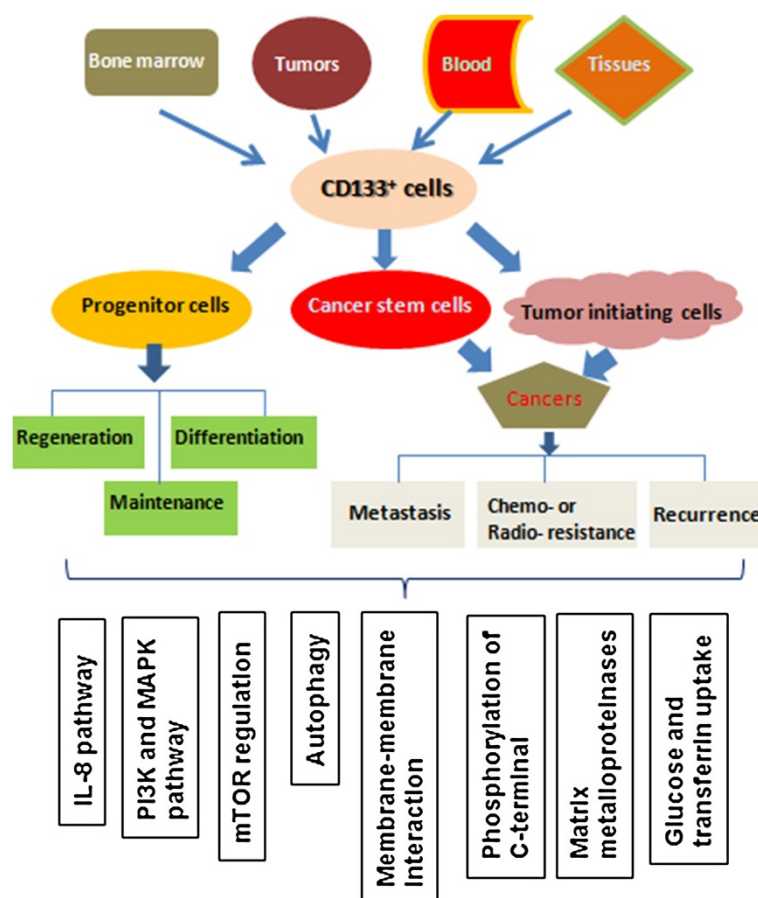 Bone marrow
Tumors
Blood
Tissues
CD133⁺ cells
Progenitor cells
Cancer stem cells
Tumor initiating cells
Cancers
Regeneration
Differentiation
Maintenance
Metastasis
Chemo- or
Radio- resistance
Recurrence
IL-8 pathway
PI3K and MAPK
pathway
mTOR regulation
Autophagy
Membrane-membrane
Interaction
Phosphorylation of
C-terminal
Matrix
metalloproteinases
Glucose and
transferrin uptake